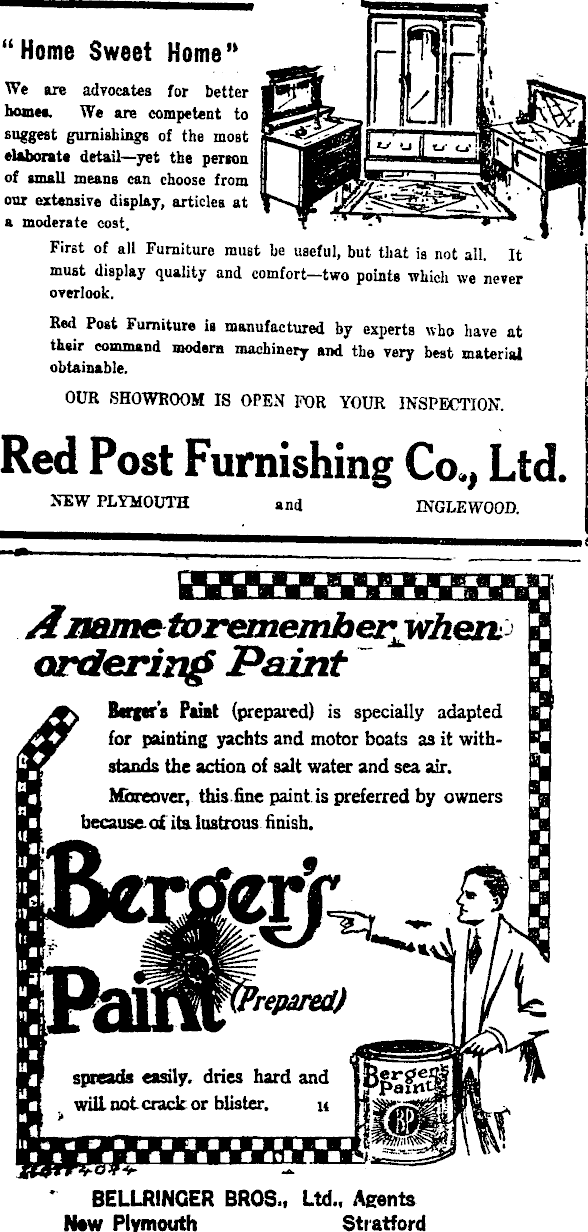 "Home Sweet Home"
We are advocates for better
homes. We are competent to
suggest gurnishings of the most
elaborate detail—yet the person
of small means can choose from
our extensive display, articles at
a moderate cost.
First of all Furniture must be useful, but that is not all. It
must display quality and comfort—two points which we never
overlook.
Red Post Furniture is manufactured by experts who have at
their command modern machinery and the very best material
obtainable.
OUR SHOWROOM IS OPEN FOR YOUR INSPECTION.
Red Post Furnishing Co., Ltd.
NEW PLYMOUTH and INGLEWOOD.
A name to remember when
ordering Paint
Berger's Paint (prepared) is specially adapted
for painting yachts and motor boats as it with-
stands the action of salt water and sea air.
Moreover, this fine paint is preferred by owners
because of its lustrous finish.
Berger's
Paint (Prepared)
spreads easily. dries hard and
will not crack or blister. 14
Berger
Paint
BP
BELLRINGER BROS., Ltd., Agents
New Plymouth Stratford